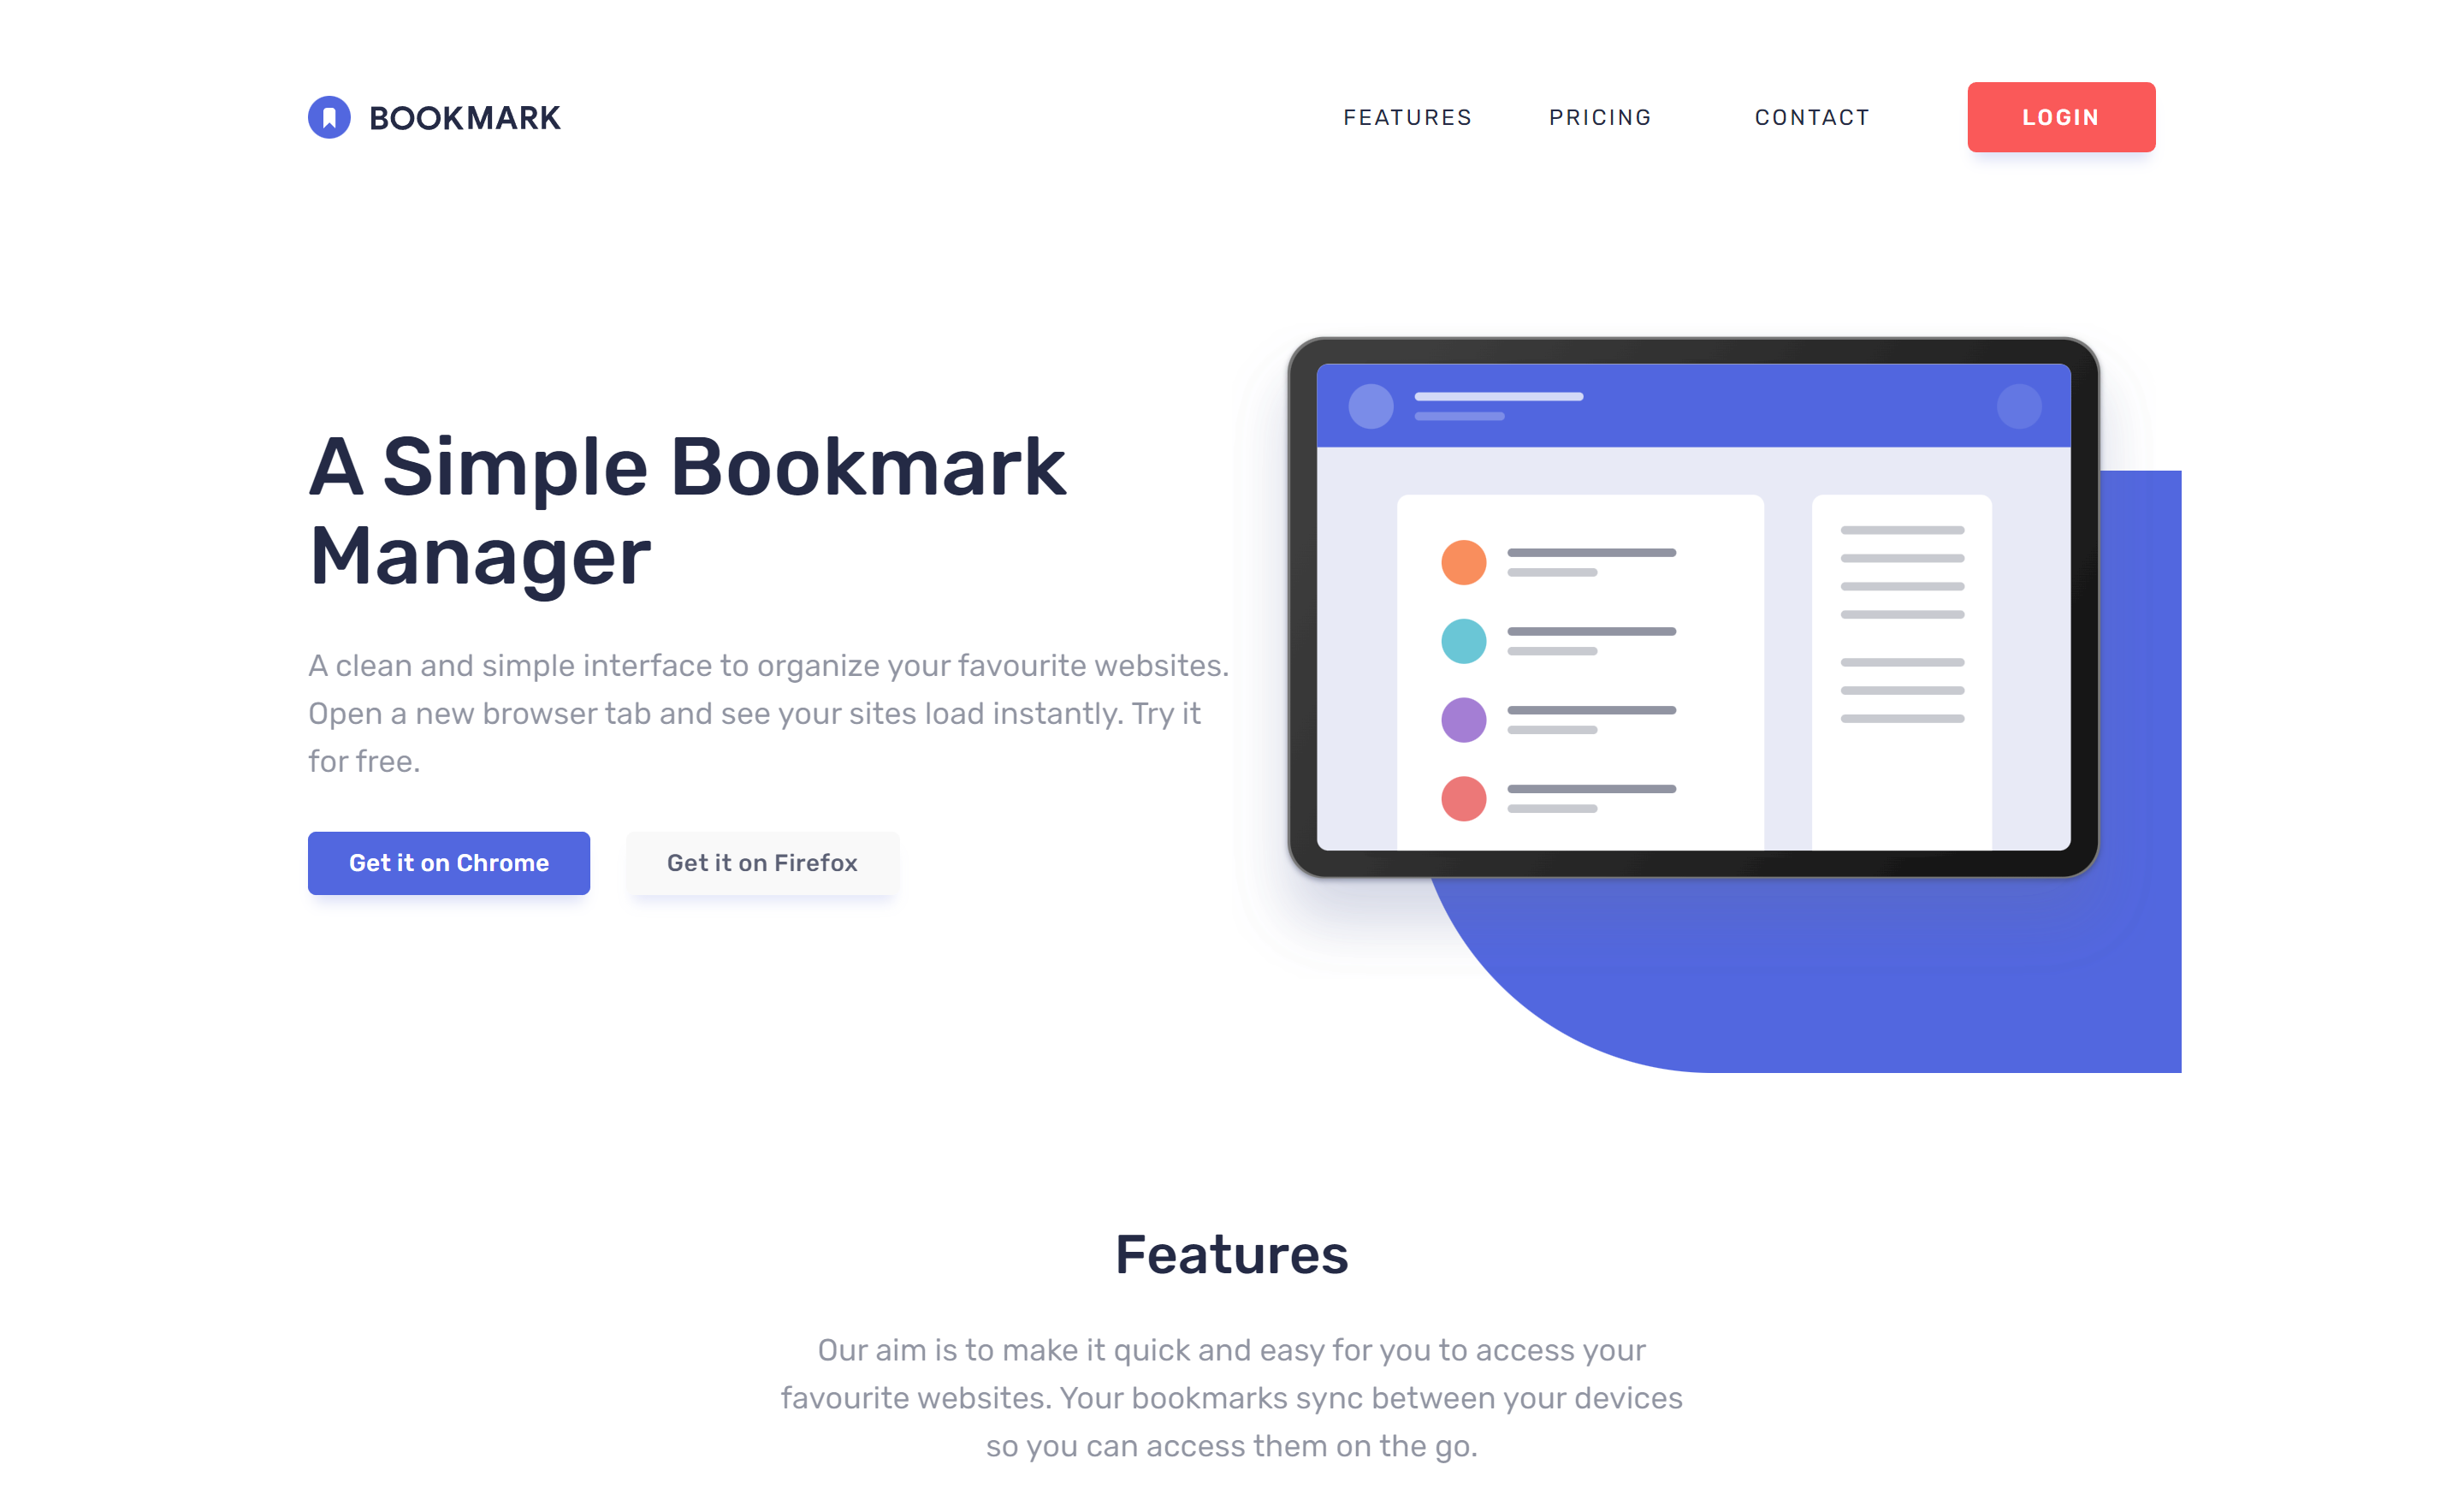 BOOKMARK
FEATURES
PRICING
CONTACT
LOGIN
A Simple Bookmark
Manager
A clean and simple interface to organize your favourite websites.
Open a new browser tab and see your sites load instantly. Try it
for free.
Get it on Chrome
Get it on Firefox
Features
Our aim is to make it quick and easy for you to access your
favourite websites. Your bookmarks sync between your devices
so you can access them on the go.